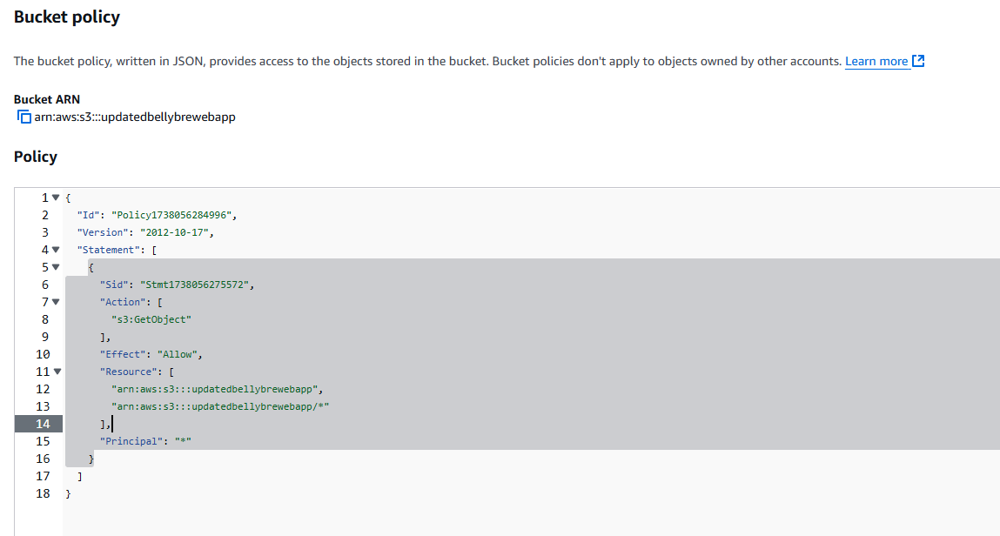 Bucket policy
The bucket policy, written in JSON, provides access to the objects stored in the bucket. Bucket policies don't apply to objects owned by other accounts. Learn more
Bucket ARN
arn:aws:s3:::updatedbellybrewebapp
Policy
1 {
2 "Id": "Policy1738056284996",
3 "Version": "2012-10-17",
4 "Statement": [
5 {
6 "Sid": "Stmt1738056275572",
7 "Action": [
8 "s3:GetObject"
9 ],
10 "Effect": "Allow",
11 "Resource": [
12 "arn:aws:s3:::updatedbellybrewebapp",
13 "arn:aws:s3:::updatedbellybrewebapp/*"
14 ],
15 "Principal": "*"
16 }
17 ]
18 }